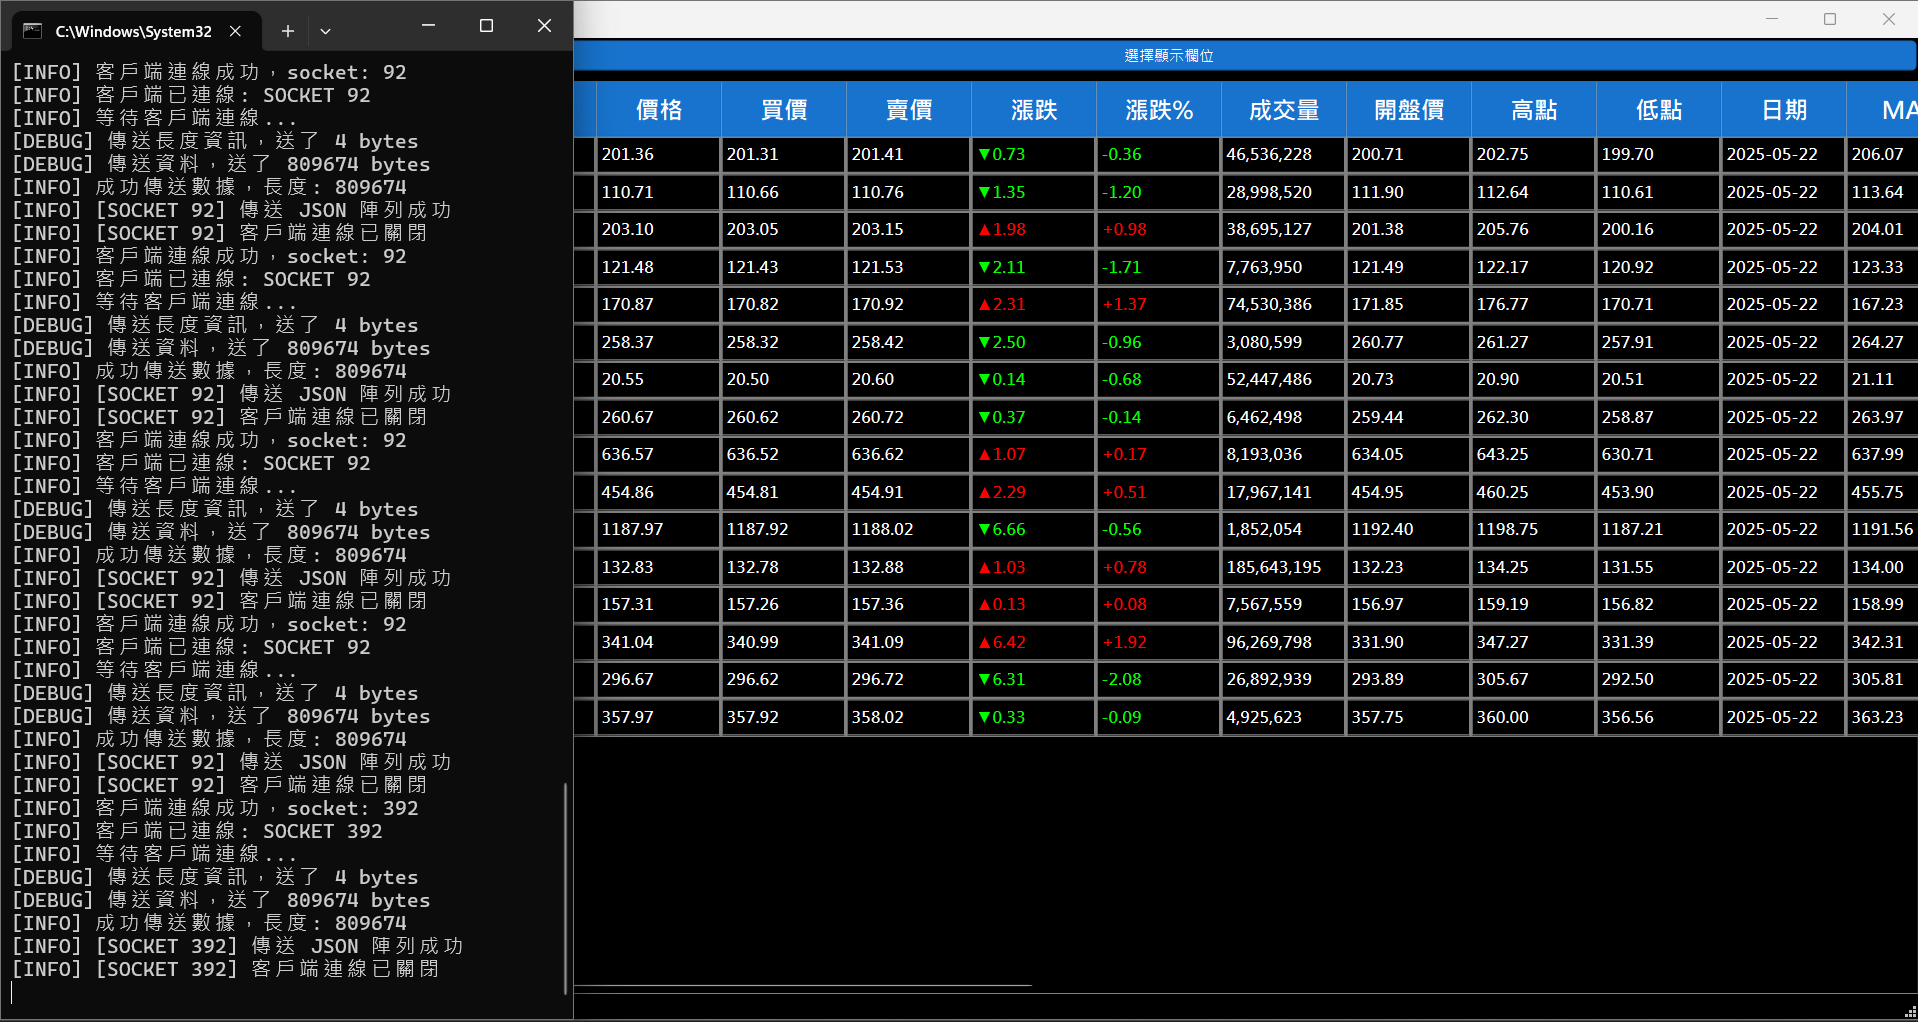 C:\Windows\System32
[INFO] 客戶端連線成功，socket: 92
[INFO] 客戶端已連線: SOCKET 92
[INFO] 等待客戶端連線...
[DEBUG] 傳送長度資訊，送了 4 bytes
[DEBUG] 傳送資料，送了 809674 bytes
[INFO] 成功傳送數據，長度: 809674
[INFO] [SOCKET 92] 傳送 JSON 陣列成功
[INFO] [SOCKET 92] 客戶端連線已關閉
[INFO] 客戶端連線成功，socket: 92
[INFO] 客戶端已連線: SOCKET 92
[INFO] 等待客戶端連線...
[DEBUG] 傳送長度資訊，送了 4 bytes
[DEBUG] 傳送資料，送了 809674 bytes
[INFO] 成功傳送數據，長度: 809674
[INFO] [SOCKET 92] 傳送 JSON 陣列成功
[INFO] [SOCKET 92] 客戶端連線已關閉
[INFO] 客戶端連線成功，socket: 92
[INFO] 客戶端已連線: SOCKET 92
[INFO] 等待客戶端連線...
[DEBUG] 傳送長度資訊，送了 4 bytes
[DEBUG] 傳送資料，送了 809674 bytes
[INFO] 成功傳送數據，長度: 809674
[INFO] [SOCKET 92] 傳送 JSON 陣列成功
[INFO] [SOCKET 92] 客戶端連線已關閉
[INFO] 客戶端連線成功，socket: 92
[INFO] 客戶端已連線: SOCKET 92
[INFO] 等待客戶端連線...
[DEBUG] 傳送長度資訊，送了 4 bytes
[DEBUG] 傳送資料，送了 809674 bytes
[INFO] 成功傳送數據，長度: 809674
[INFO] [SOCKET 92] 傳送 JSON 陣列成功
[INFO] [SOCKET 92] 客戶端連線已關閉
[INFO] 客戶端連線成功，socket: 392
[INFO] 客戶端已連線: SOCKET 392
[INFO] 等待客戶端連線...
[DEBUG] 傳送長度資訊，送了 4 bytes
[DEBUG] 傳送資料，送了 809674 bytes
[INFO] 成功傳送數據，長度: 809674
[INFO] [SOCKET 392] 傳送 JSON 陣列成功
[INFO] [SOCKET 392] 客戶端連線已關閉
選擇顯示欄位
價格 買價 賣價 漲跌 漲跌% 成交量 開盤價 高點 低點 日期 MA
201.36 201.31 201.41 ▼0.73 -0.36 46,536,228 200.71 202.75 199.70 2025-05-22 206.07
110.71 110.66 110.76 ▼1.35 -1.20 28,998,520 111.90 112.64 110.61 2025-05-22 113.64
203.10 203.05 203.15 ▲1.98 +0.98 38,695,127 201.38 205.76 200.16 2025-05-22 204.01
121.48 121.43 121.53 ▼2.11 -1.71 7,763,950 121.49 122.17 120.92 2025-05-22 123.33
170.87 170.82 170.92 ▲2.31 +1.37 74,530,386 171.85 176.77 170.71 2025-05-22 167.23
258.37 258.32 258.42 ▼2.50 -0.96 3,080,599 260.77 261.27 257.91 2025-05-22 264.27
20.55 20.50 20.60 ▼0.14 -0.68 52,447,486 20.73 20.90 20.51 2025-05-22 21.11
260.67 260.62 260.72 ▼0.37 -0.14 6,462,498 259.44 262.30 258.87 2025-05-22 263.97
636.57 636.52 636.62 ▲1.07 +0.17 8,193,036 634.05 643.25 630.71 2025-05-22 637.99
454.86 454.81 454.91 ▲2.29 +0.51 17,967,141 454.95 460.25 453.90 2025-05-22 455.75
1187.97 1187.92 1188.02 ▼6.66 -0.56 1,852,054 1192.40 1198.75 1187.21 2025-05-22 1191.56
132.83 132.78 132.88 ▲1.03 +0.78 185,643,195 132.23 134.25 131.55 2025-05-22 134.00
157.31 157.26 157.36 ▲0.13 +0.08 7,567,559 156.97 159.19 156.82 2025-05-22 158.99
341.04 340.99 341.09 ▲6.42 +1.92 96,269,798 331.90 347.27 331.39 2025-05-22 342.31
296.67 296.62 296.72 ▼6.31 -2.08 26,892,939 293.89 305.67 292.50 2025-05-22 305.81
357.97 357.92 358.02 ▼0.33 -0.09 4,925,623 357.75 360.00 356.56 2025-05-22 363.23